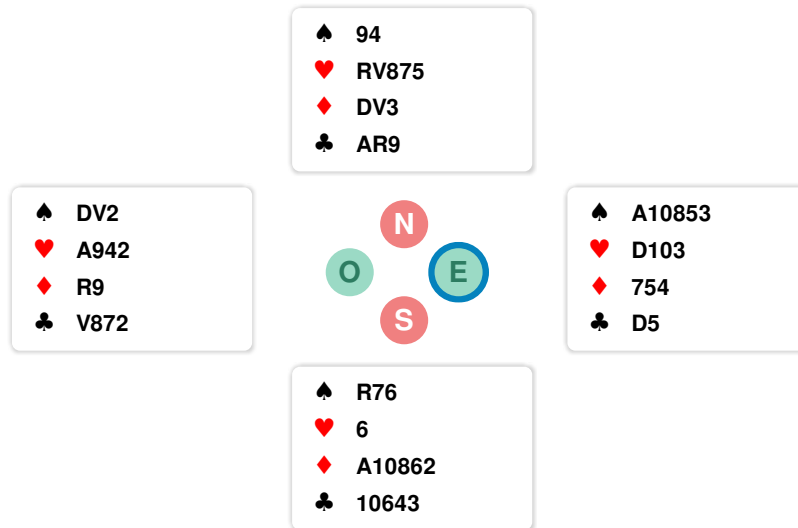 ♠ 94
♥ RV875
♦ DV3
♣ AR9
♠ DV2
♥ A942
♦ R9
♣ V872
N
O E
S
♠ A10853
♥ D103
♦ 754
♣ D5
♠ R76
♥ 6
♦ A10862
♣ 10643